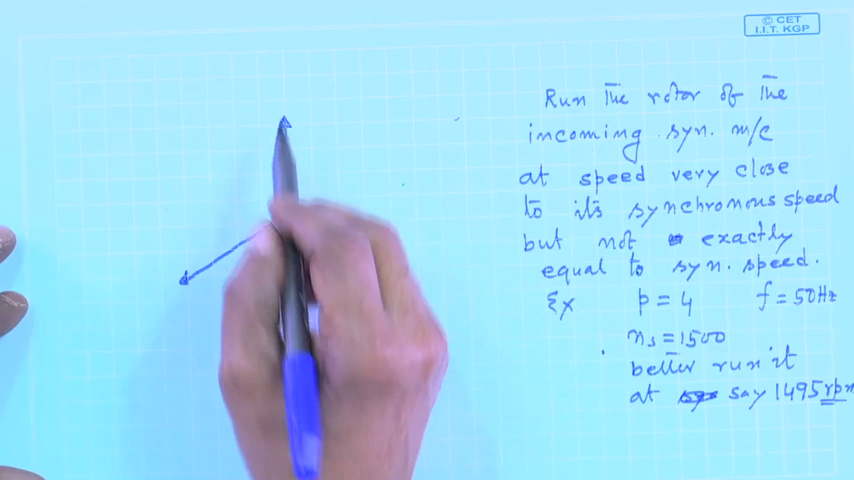 © CET
I.I.T. KGP
Run the rotor of the
incoming syn. m/c
at speed very close
to its synchronous speed
but not exactly
equal to syn. speed.
Ex p = 4 f = 50Hz
ns = 1500
better run it
at say 1495 rpm